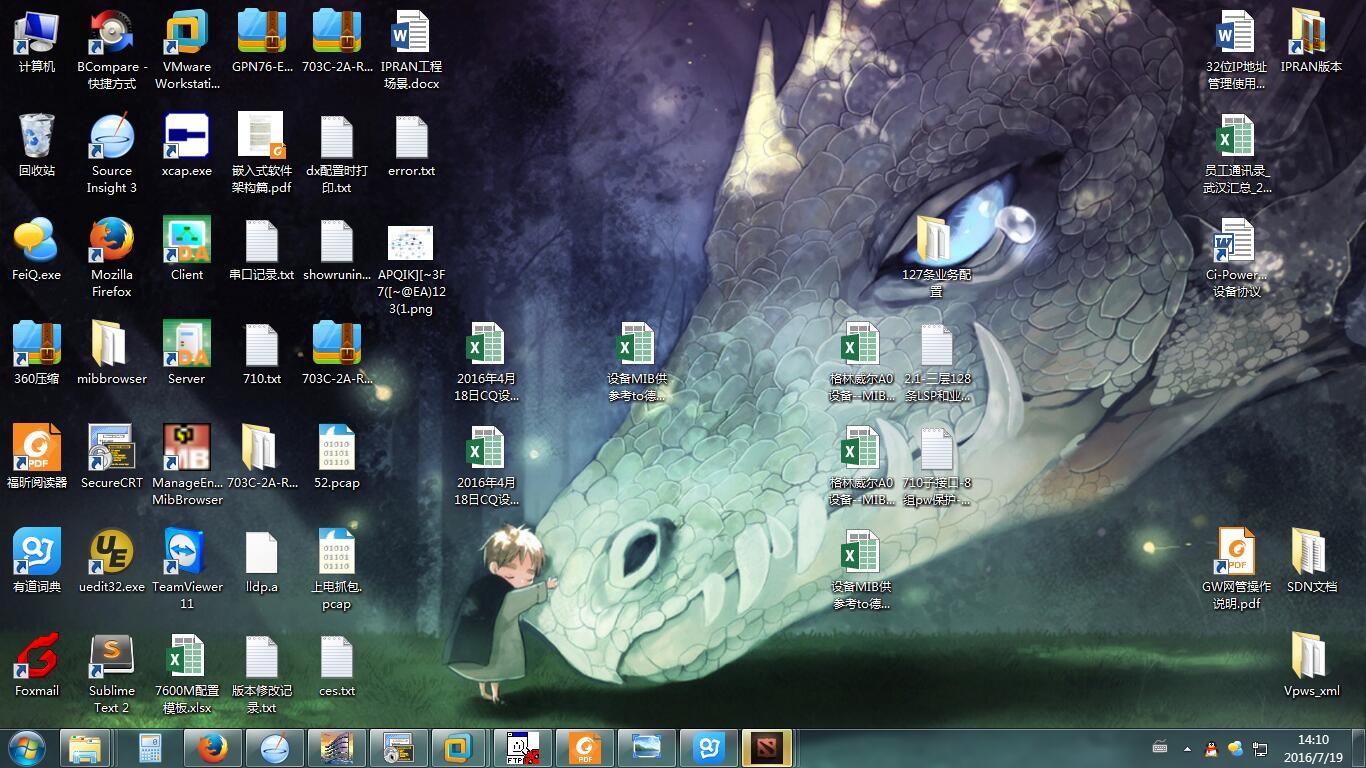 计算机
BCompare -
快捷方式
VMware
Workstati...
GPN76-E...
703C-2A-R...
IPRAN工程
场景.docx
32位IP地址
管理使用...
IPRAN版本
回收站
Source
Insight 3
xcap.exe
嵌入式软件
架构篇.pdf
dx配置时打
印.txt
error.txt
员工通讯录_
武汉汇总_2...
FeiQ.exe
Mozilla
Firefox
Client
串口记录.txt
showrunin...
APQIK][~3F
7([~@EA)12
3(1.png
127条业务配
置
Ci-Power...
设备协议
360压缩
mibbrowser
Server
710.txt
703C-2A-R...
2016年4月
18日CQ设...
设备MIB供
参考to德...
格林威尔A0
设备--MIB...
2.1-三层128
条LSP和业...
福昕阅读器
SecureCRT
ManageEn...
MibBrowser
703C-2A-R...
52.pcap
2016年4月
18日CQ设...
格林威尔A0
设备--MIB...
710子接口-8
组pw保护-...
有道词典
uedit32.exe
TeamViewer
11
lldp.a
上电抓包.
pcap
设备MIB供
参考to德...
GW网管操作
说明.pdf
SDN文档
Foxmail
Sublime
Text 2
7600M配置
模板.xlsx
版本修改记
录.txt
ces.txt
Vpws_xml
FTP
PDF
14:10
2016/7/19